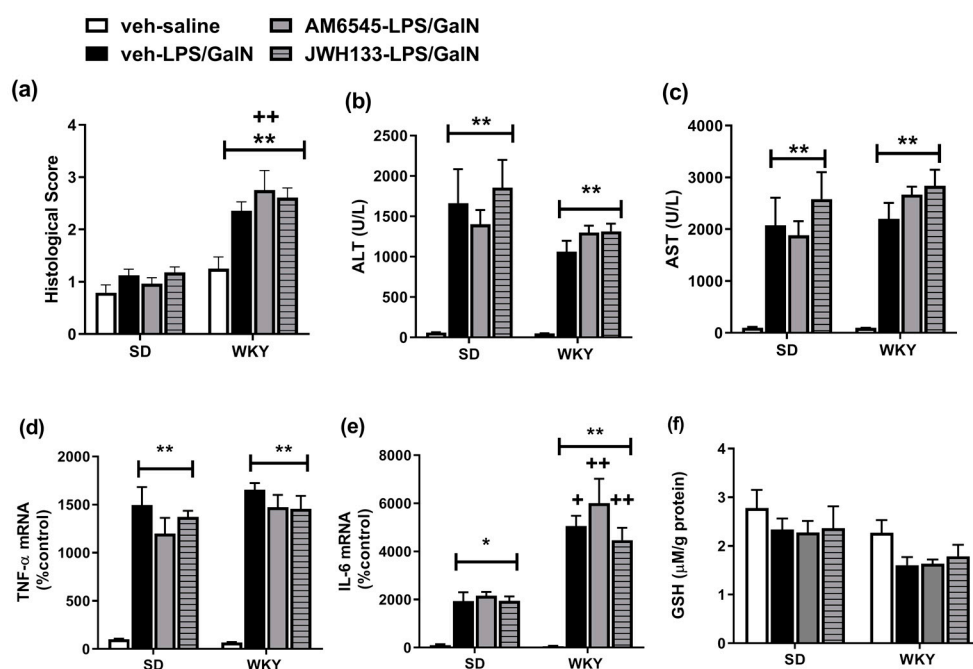 veh-saline AM6545-LPS/GalN
veh-LPS/GalN JWH133-LPS/GalN
(a)
++
**
Histological Score
4
3
2
1
0
SD WKY
(b)
**
**
ALT (U/L)
2500
2000
1500
1000
500
0
SD WKY
(c)
**
**
AST (U/L)
4000
3000
2000
1000
0
SD WKY
(d)
**
**
TNF-α mRNA
(%control)
2000
1500
1000
500
0
SD WKY
(e)
**
++
+ ++
*
IL-6 mRNA
(%control)
8000
6000
4000
2000
0
SD WKY
(f)
GSH (μM/g protein)
4
3
2
1
0
SD WKY